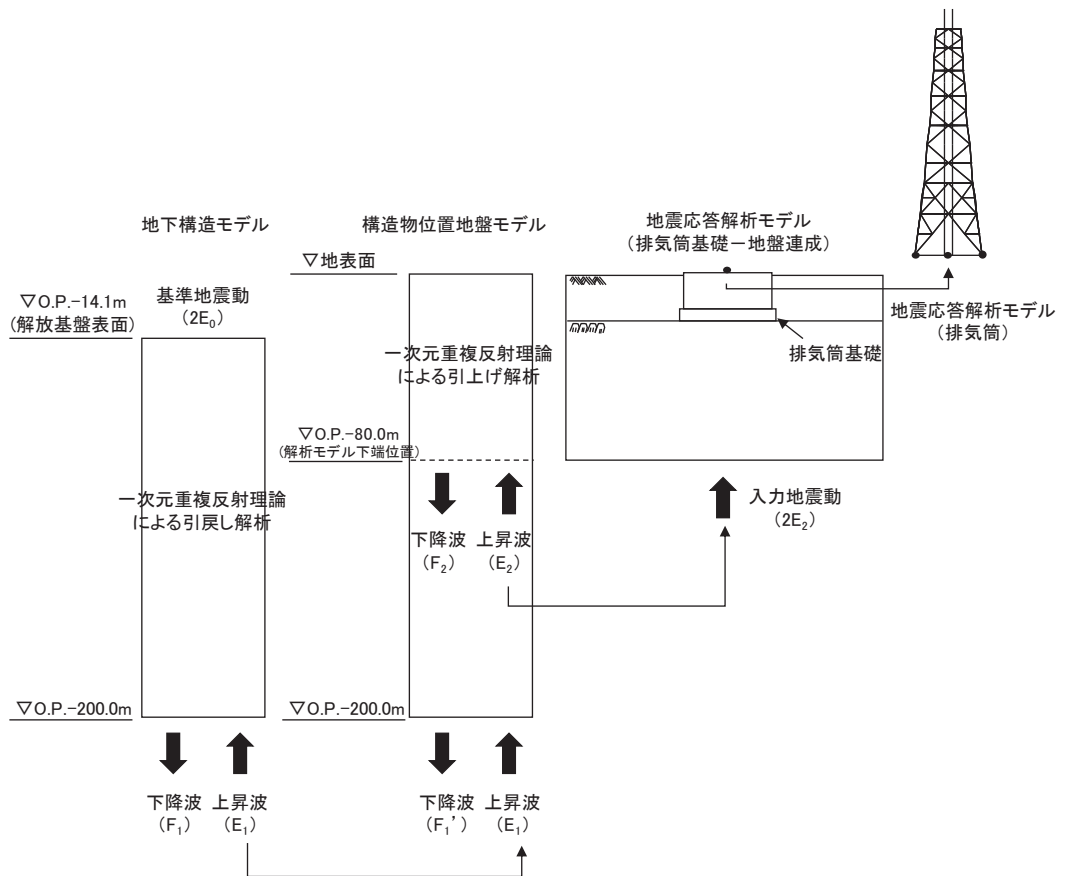 地下構造モデル
▽O.P.-14.1m
(解放基盤表面)
基準地震動
(2E₀)
一次元重複反射理論
による引戻し解析
▽O.P.-200.0m
下降波
(F₁)
上昇波
(E₁)
構造物位置地盤モデル
▽地表面
一次元重複反射理論
による引上げ解析
▽O.P.-80.0m
(解析モデル下端位置)
下降波
(F₂)
上昇波
(E₂)
▽O.P.-200.0m
下降波
(F₁’)
上昇波
(E₁)
地震応答解析モデル
(排気筒基礎-地盤連成)
排気筒基礎
入力地震動
(2E₂)
地震応答解析モデル
(排気筒)